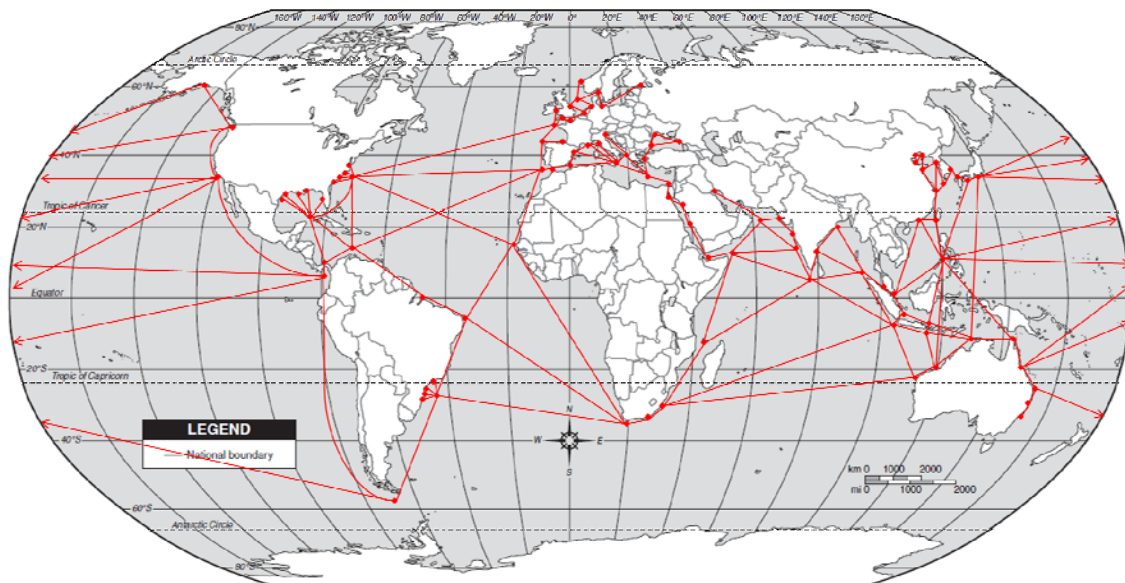 160°W 140°W 120°W 100°W 80°W 60°W 40°W 20°W 0° 20°E 40°E 60°E 80°E 100°E 120°E 140°E 160°E
80°N
Arctic Circle
60°N
40°N
Tropic of Cancer
20°N
Equator
20°S
Tropic of Capricorn
N
W E
S
LEGEND
National boundary
40°S
km 0 1000 2000
mi 0 1000 2000
60°S
Antarctic Circle
80°S